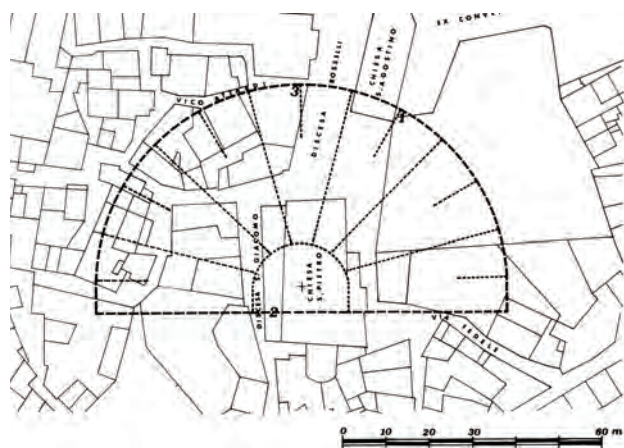 EX CONVE
CHIESA
S. AGOSTINO
BORRELLI
VICO
3
DISCESA
1
DISCESA S. GIACOMO
CHIESA
S. PIETRO
2
VIA FEDELE
0 10 20 30 60 m